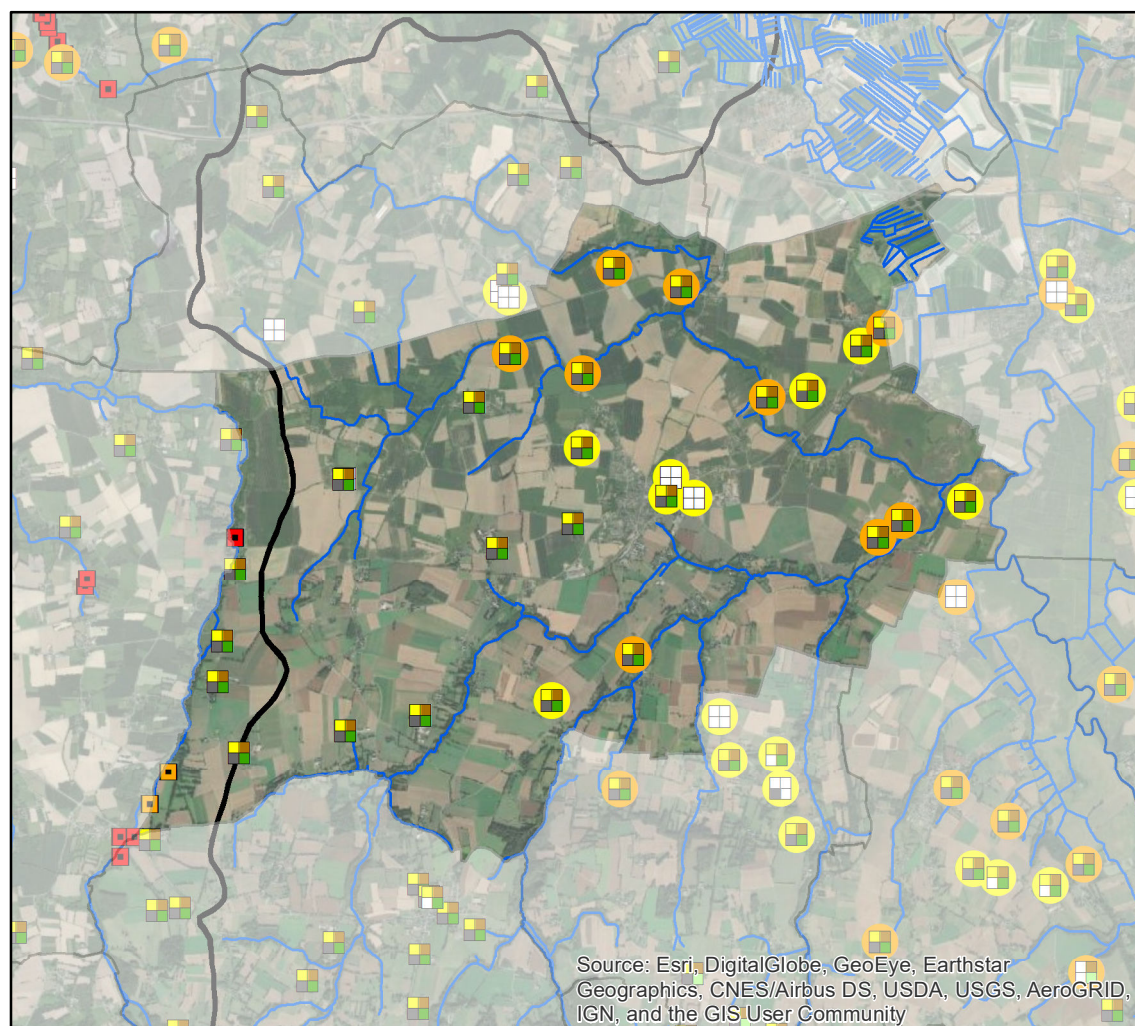 Source: Esri, DigitalGlobe, GeoEye, Earthstar
Geographics, CNES/Airbus DS, USDA, USGS, AeroGRID,
IGN, and the GIS User Community